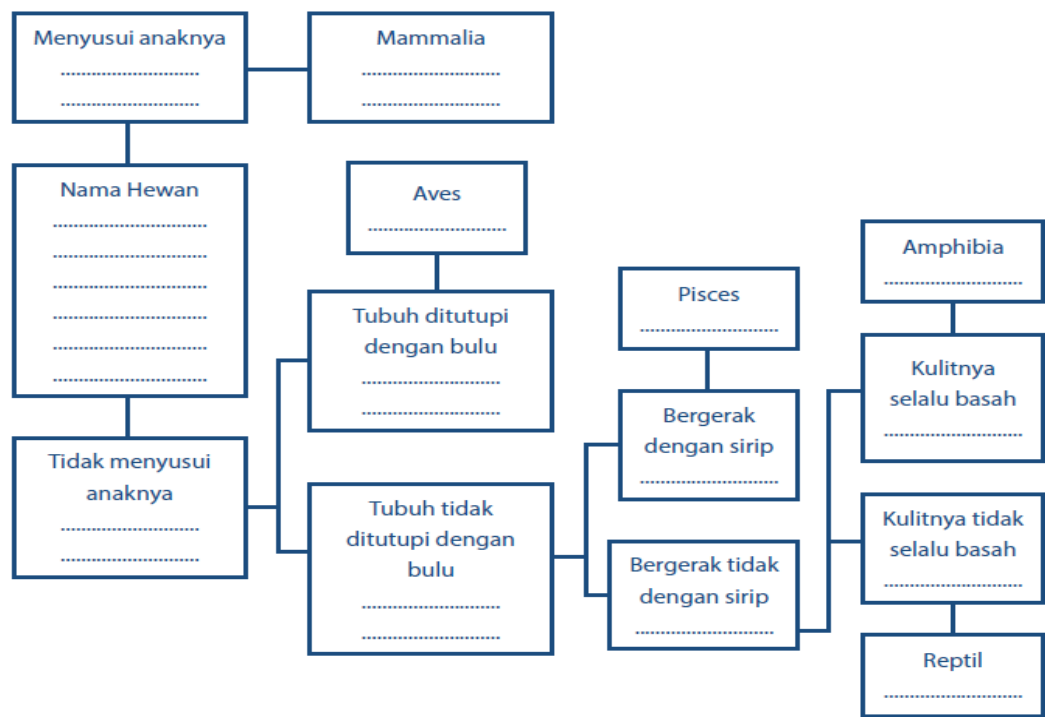 Menyusui anaknya
...........................
...........................
Mammalia
...........................
...........................
Nama Hewan
..............................
..............................
..............................
..............................
..............................
..............................
Aves
...........................
Tubuh ditutupi
dengan bulu
...........................
...........................
Pisces
...........................
Amphibia
...........................
Kulitnya
selalu basah
...........................
Bergerak
dengan sirip
...........................
Tidak menyusui
anaknya
...........................
...........................
Tubuh tidak
ditutupi dengan
bulu
...........................
...........................
Bergerak tidak
dengan sirip
...........................
Kulitnya tidak
selalu basah
...........................
Reptil
...........................